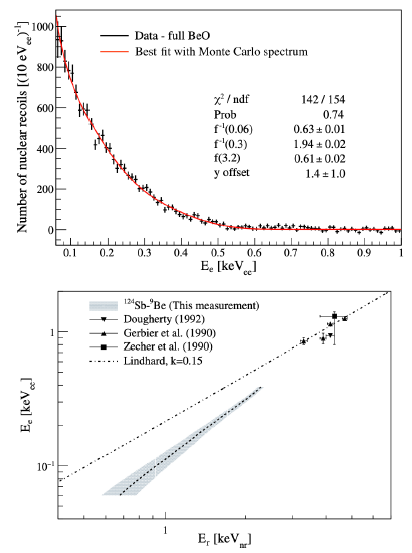 Data - full BeO
Best fit with Monte Carlo spectrum
χ² / ndf 142 / 154
Prob 0.74
f⁻¹(0.06) 0.63 ± 0.01
f⁻¹(0.3) 1.94 ± 0.02
f(3.2) 0.61 ± 0.02
y offset 1.4 ± 1.0
Number of nuclear recoils [(10 eVee)⁻¹]
1000
800
600
400
200
0
0.1 0.2 0.3 0.4 0.5 0.6 0.7 0.8 0.9 1
Ee [keVee]
¹²⁴Sb-⁹Be (This measurement)
Dougherty (1992)
Gerbier et al. (1990)
Zecher et al. (1990)
Lindhard, k=0.15
Ee [keVee]
1
10⁻¹
1
Er [keVnr]